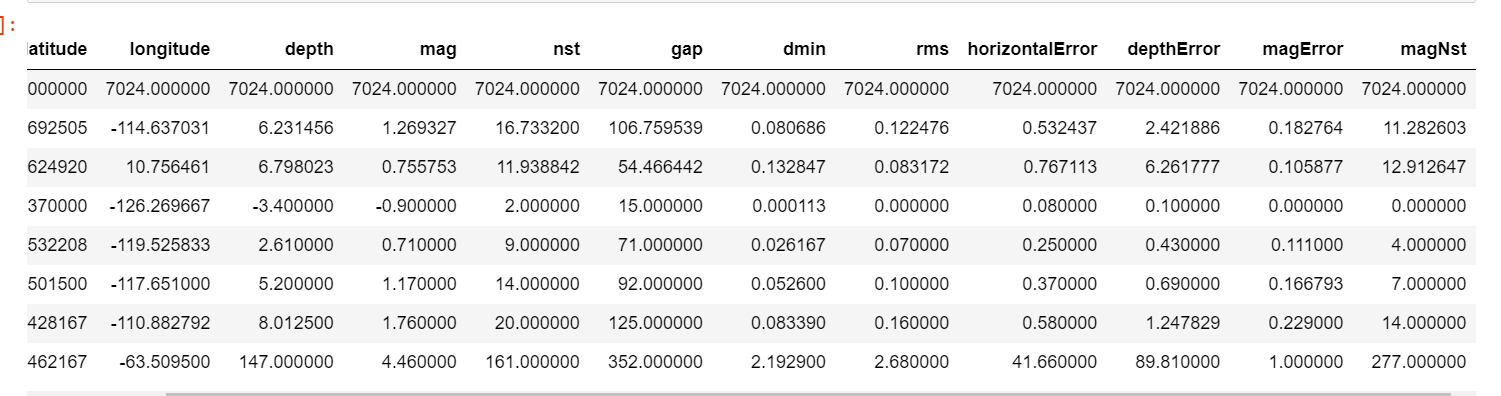 ]:
atitude longitude depth mag nst gap dmin rms horizontalError depthError magError magNst
000000 7024.000000 7024.000000 7024.000000 7024.000000 7024.000000 7024.000000 7024.000000 7024.000000 7024.000000 7024.000000 7024.000000
692505 -114.637031 6.231456 1.269327 16.733200 106.759539 0.080686 0.122476 0.532437 2.421886 0.182764 11.282603
624920 10.756461 6.798023 0.755753 11.938842 54.466442 0.132847 0.083172 0.767113 6.261777 0.105877 12.912647
370000 -126.269667 -3.400000 -0.900000 2.000000 15.000000 0.000113 0.000000 0.080000 0.100000 0.000000 0.000000
532208 -119.525833 2.610000 0.710000 9.000000 71.000000 0.026167 0.070000 0.250000 0.430000 0.111000 4.000000
501500 -117.651000 5.200000 1.170000 14.000000 92.000000 0.052600 0.100000 0.370000 0.690000 0.166793 7.000000
428167 -110.882792 8.012500 1.760000 20.000000 125.000000 0.083390 0.160000 0.580000 1.247829 0.229000 14.000000
462167 -63.509500 147.000000 4.460000 161.000000 352.000000 2.192900 2.680000 41.660000 89.810000 1.000000 277.000000